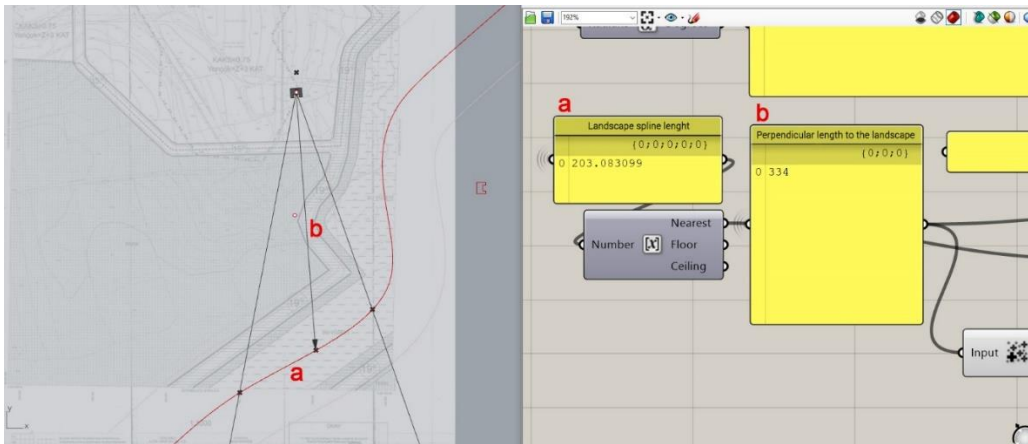 b
a
y
x
192%
a
Landscape spline lenght
{0;0;0;0;0}
0 203.083099
Number
Nearest
Floor
Ceiling
b
Perpendicular length to the landscape
{0;0;0}
0 334
Input